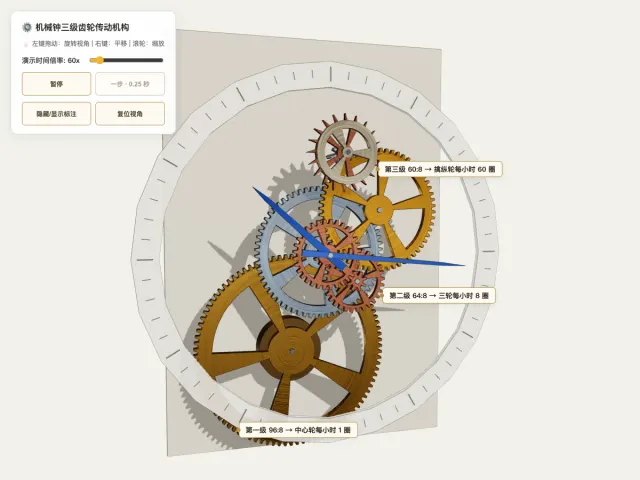 机械钟三级齿轮传动机构
左键拖动：旋转视角 | 右键：平移 | 滚轮：缩放
演示时间倍率: 60x
暂停
一步 · 0.25 秒
隐藏/显示标注
复位视角
第三级 60:8 → 擒纵轮每小时 60 圈
第二级 64:8 → 三轮每小时 8 圈
第一级 96:8 → 中心轮每小时 1 圈